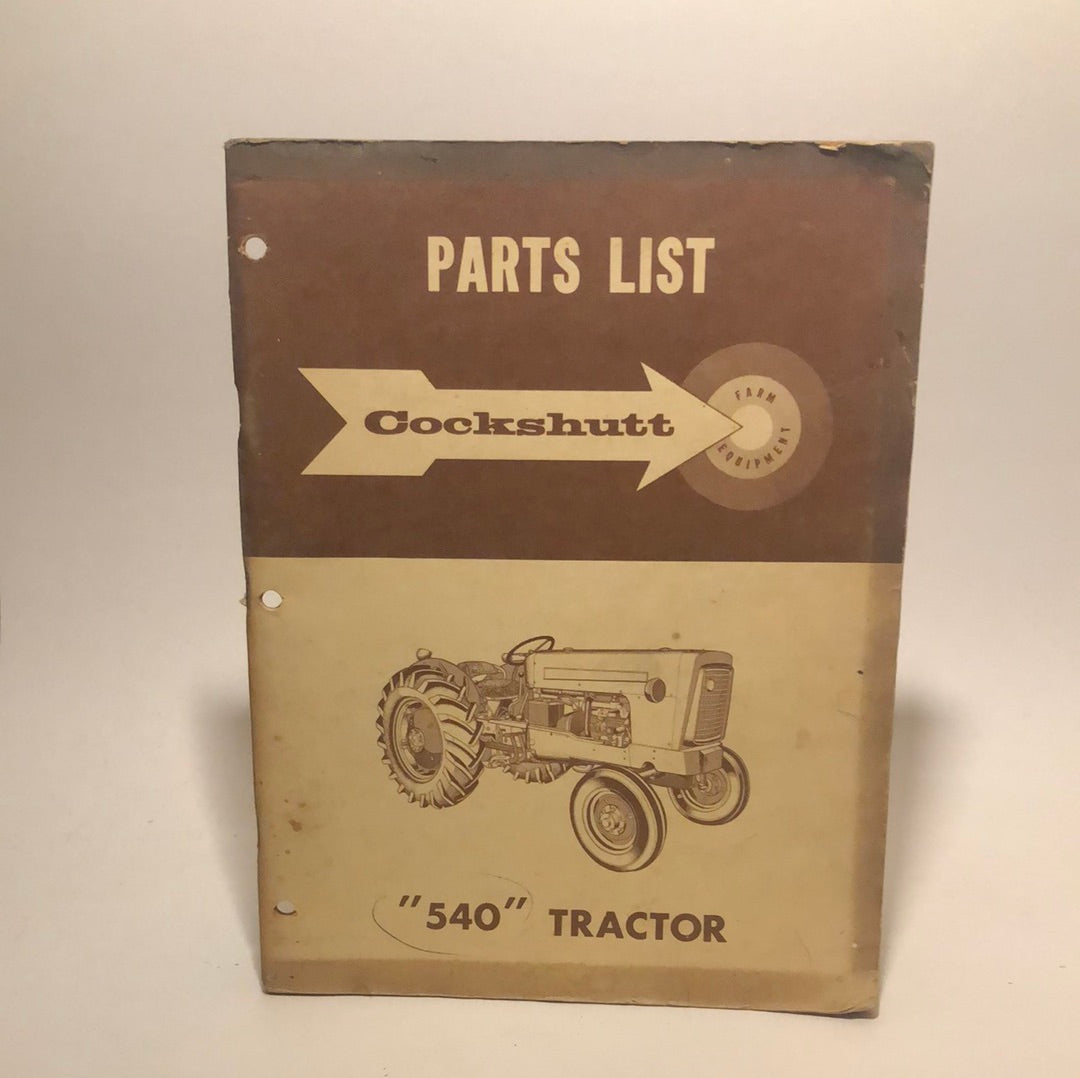 PARTS LIST
Cockshutt
FARM
EQUIPMENT
"540" TRACTOR